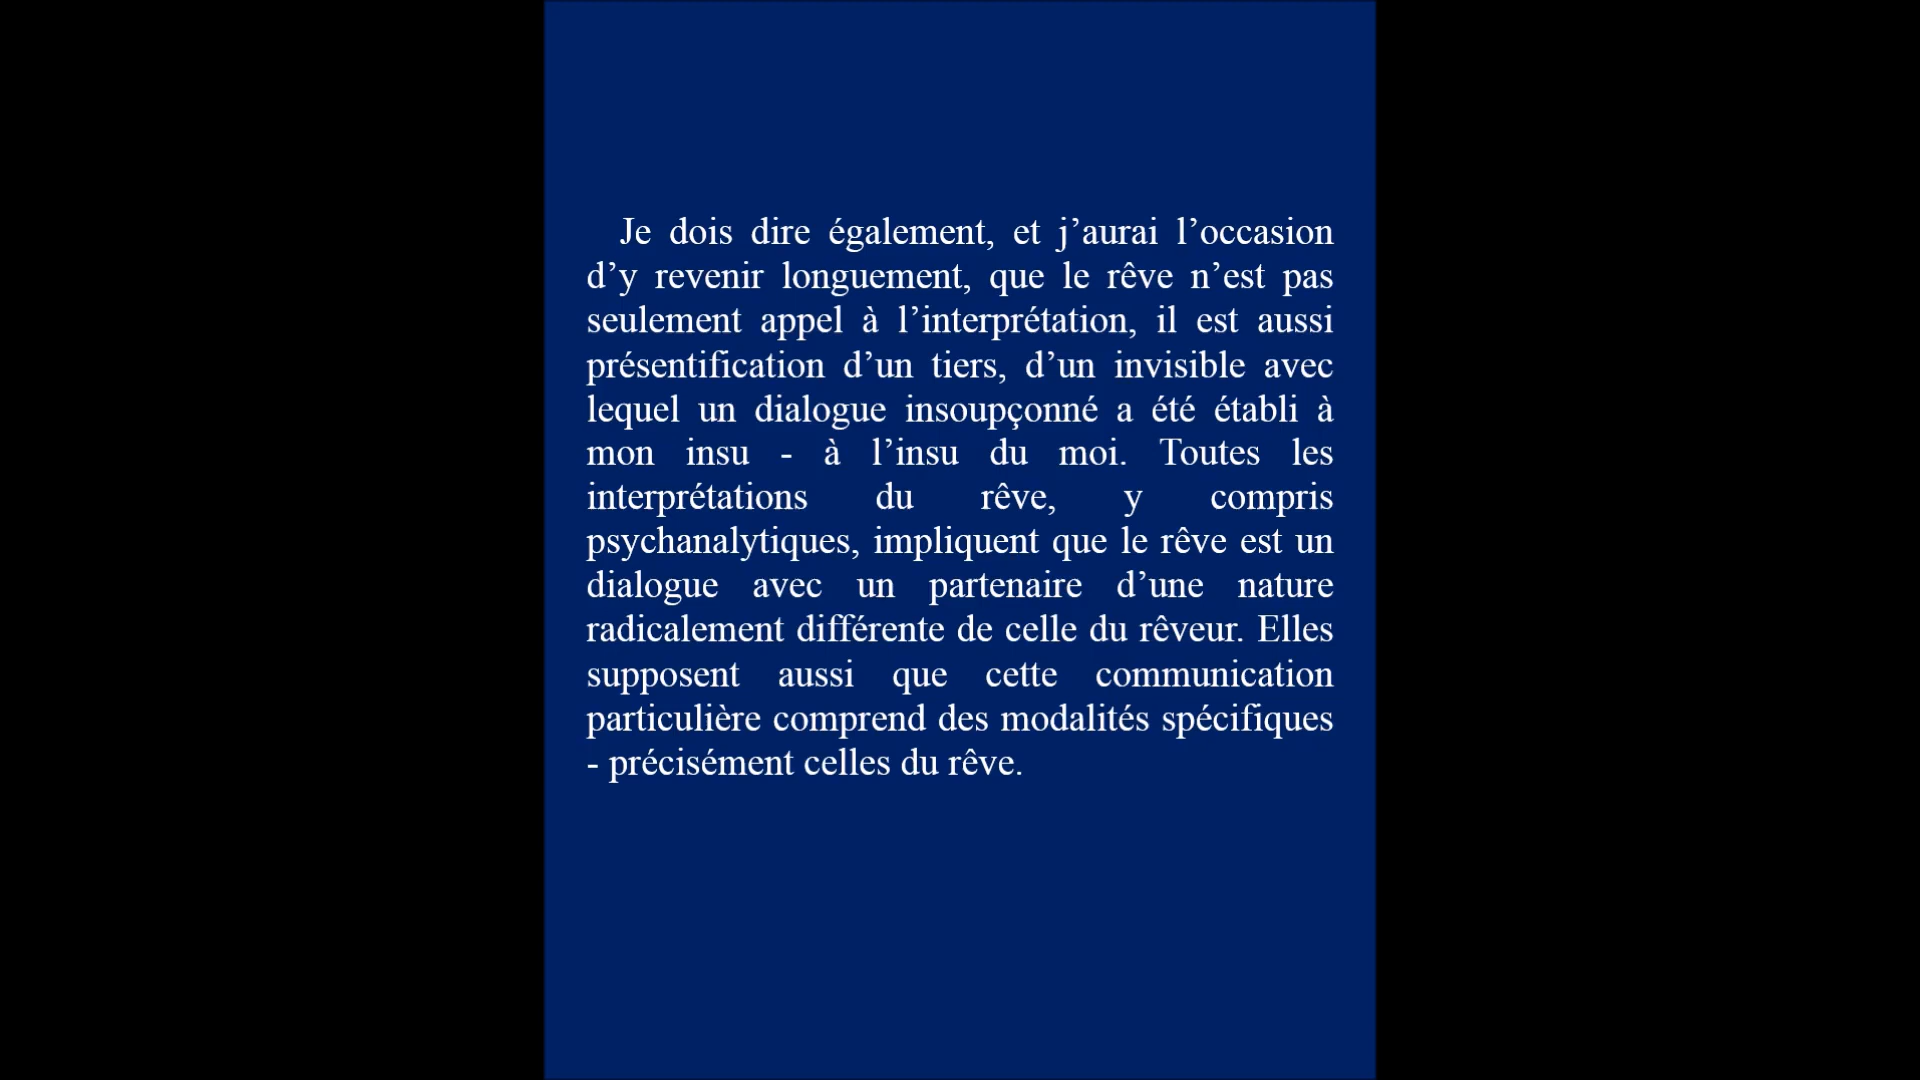 Je dois dire également, et j’aurai l’occasion
d’y revenir longuement, que le rêve n’est pas
seulement appel à l’interprétation, il est aussi
présentification d’un tiers, d’un invisible avec
lequel un dialogue insoupçonné a été établi à
mon insu - à l’insu du moi. Toutes les
interprétations du rêve, y compris
psychanalytiques, impliquent que le rêve est un
dialogue avec un partenaire d’une nature
radicalement différente de celle du rêveur. Elles
supposent aussi que cette communication
particulière comprend des modalités spécifiques
- précisément celles du rêve.